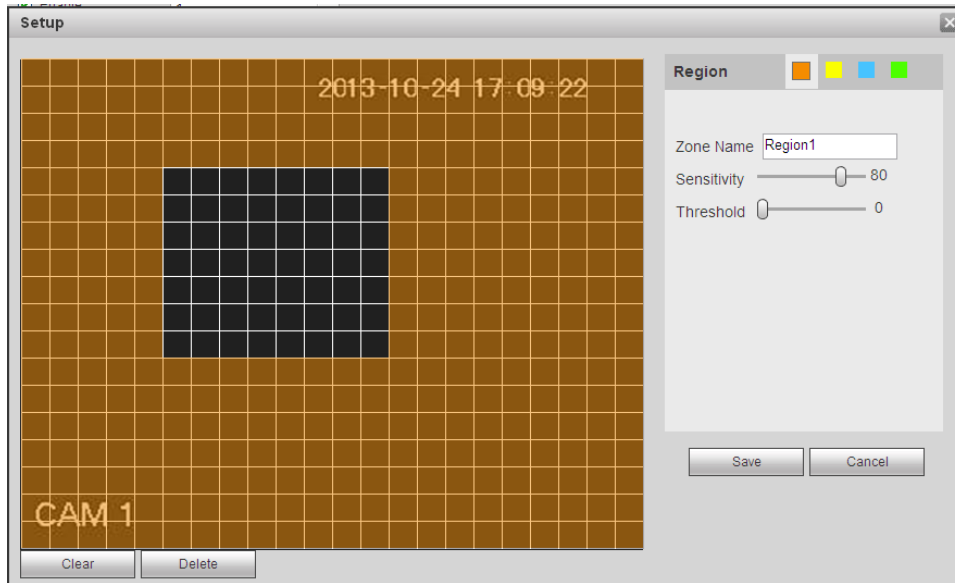 Setup
2013-10-24 17:09:22
Region
Zone Name Region1
Sensitivity 80
Threshold 0
Save Cancel
CAM 1
Clear Delete